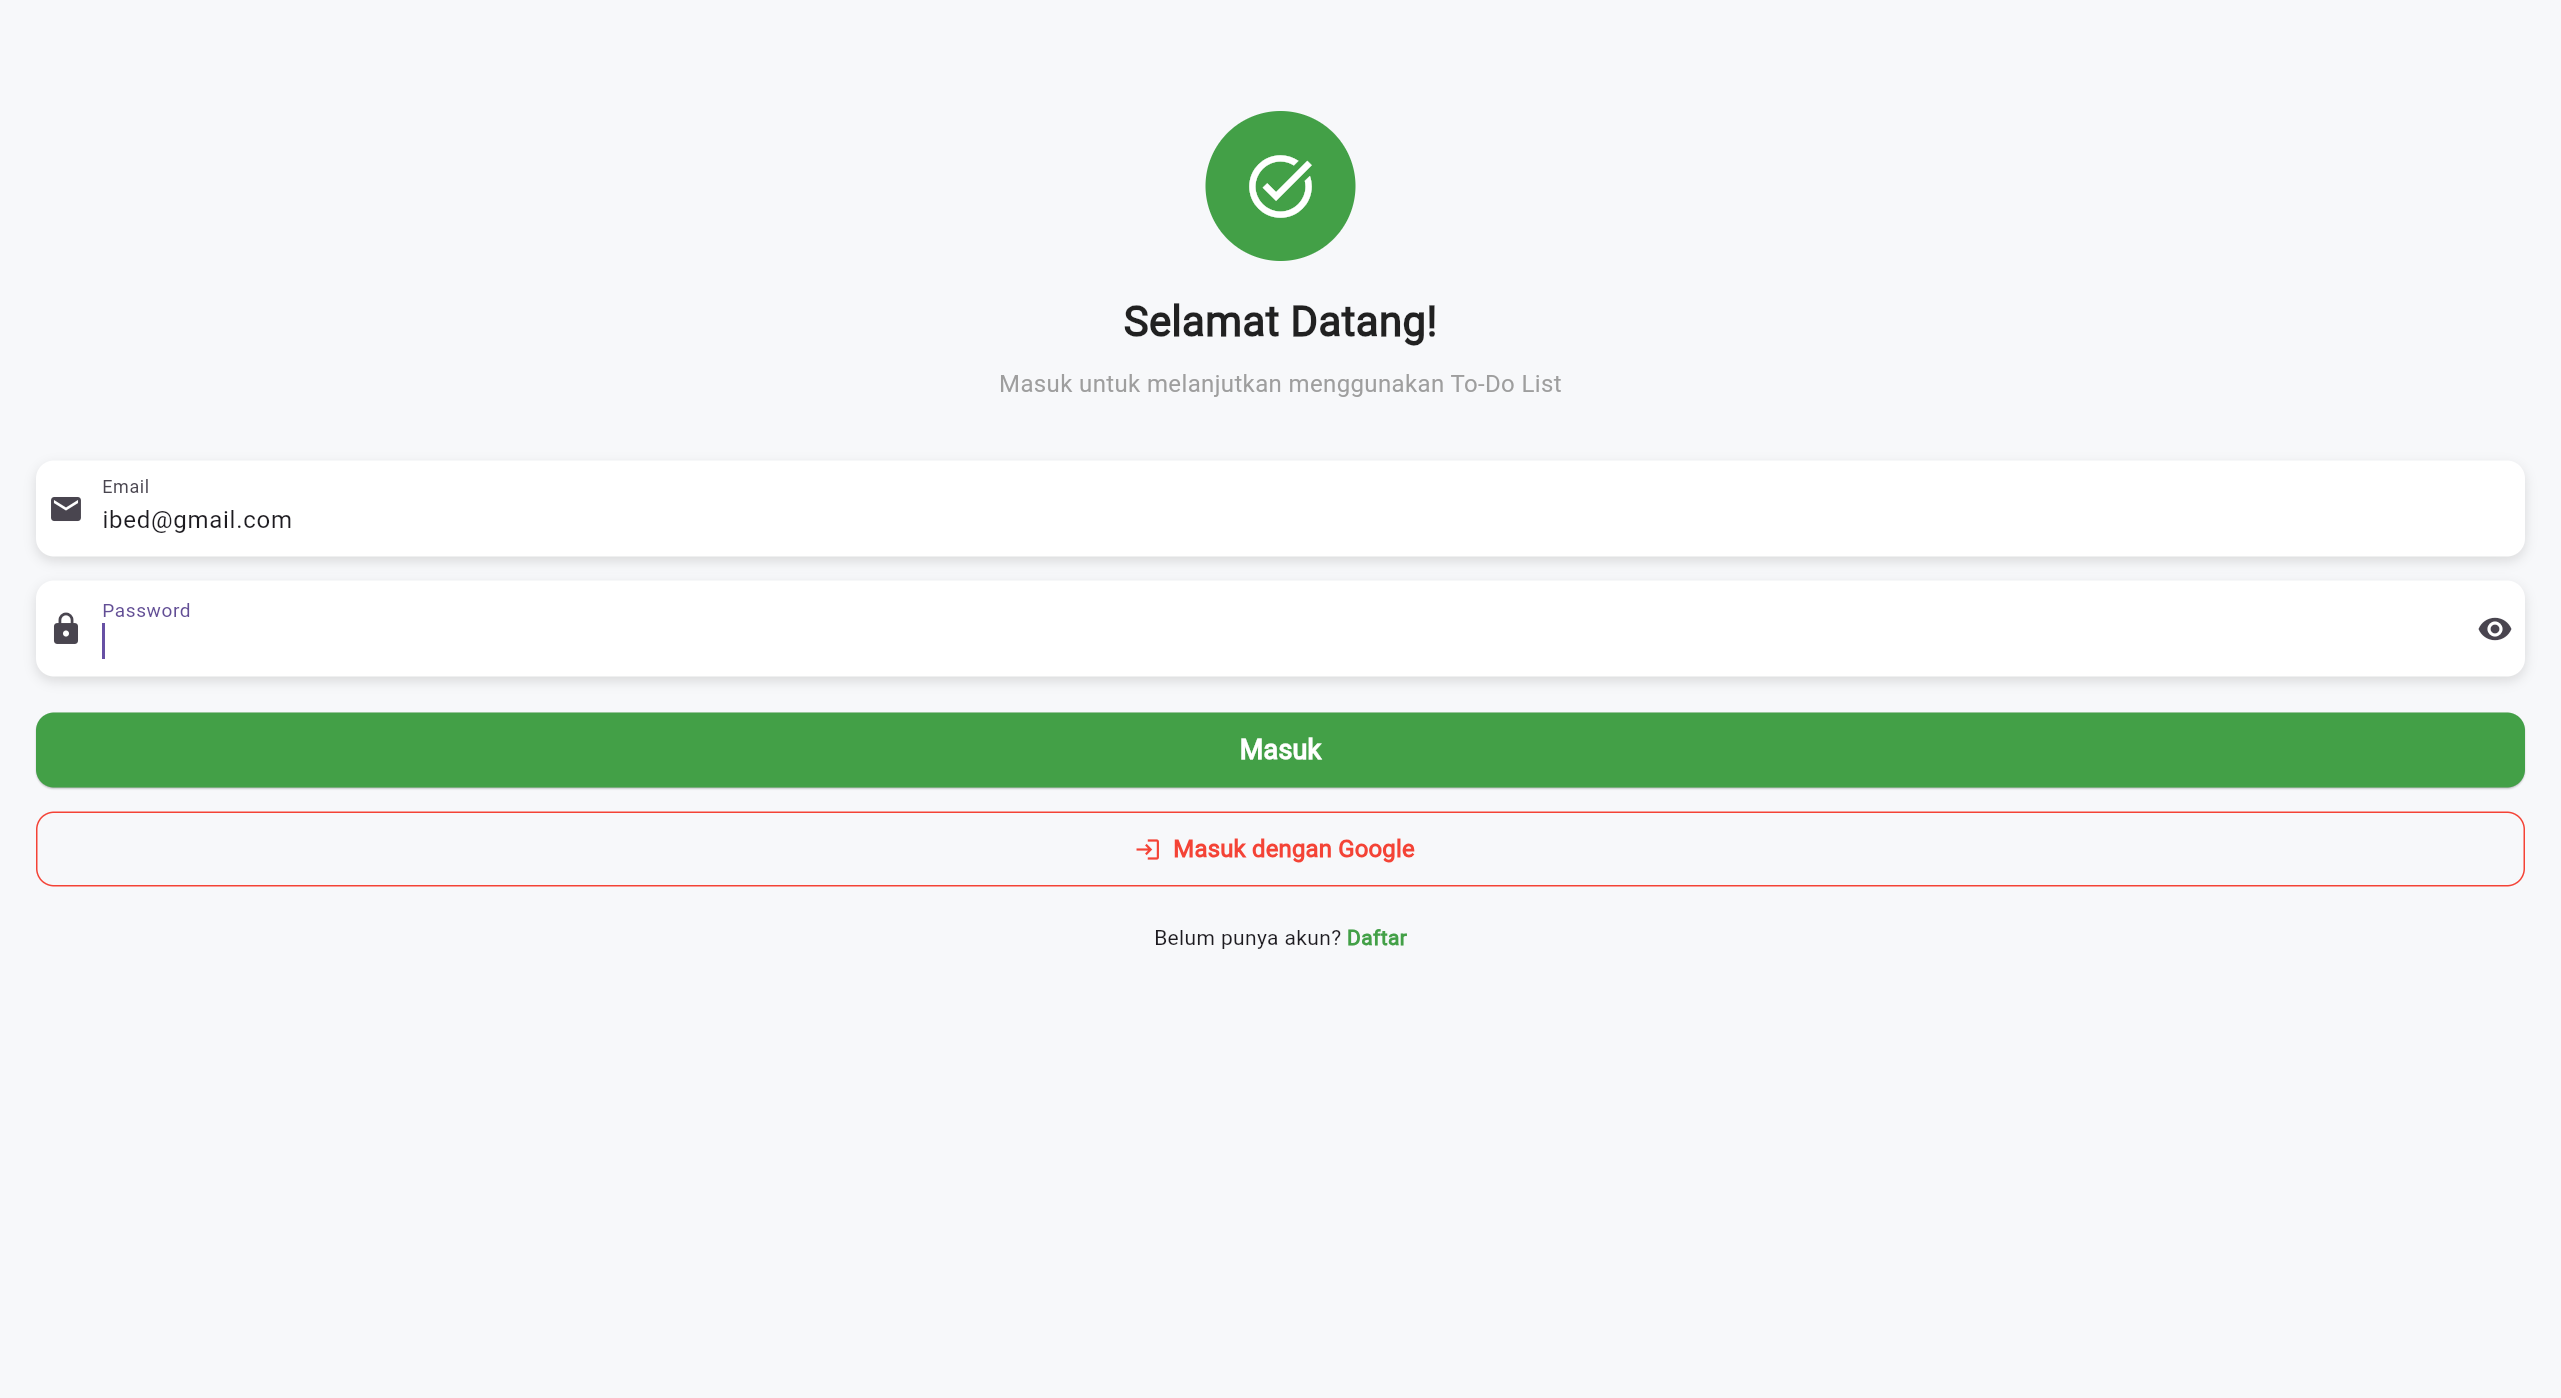 Selamat Datang!
Masuk untuk melanjutkan menggunakan To-Do List
Email
ibed@gmail.com
Password
Masuk
Masuk dengan Google
Belum punya akun? Daftar